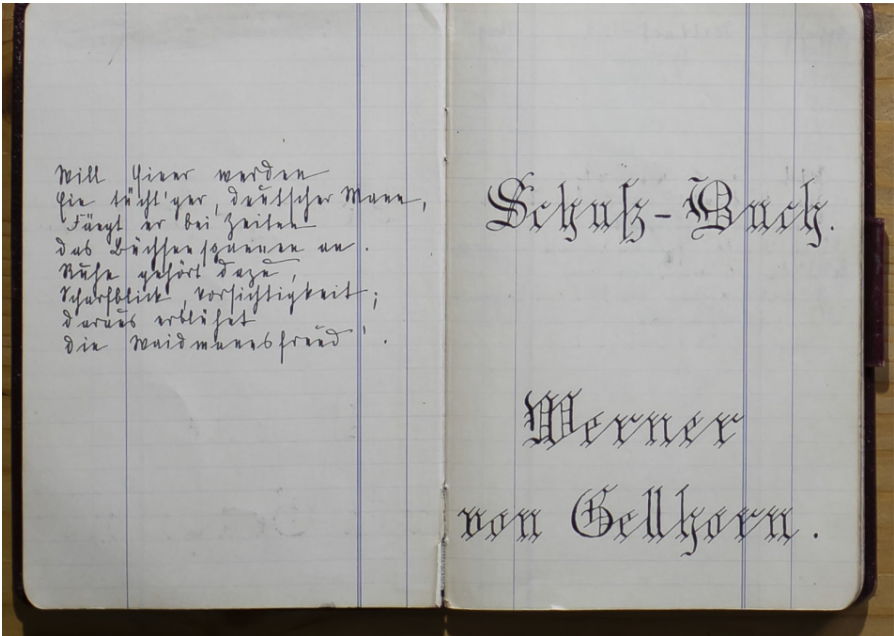 Will Einer werden
Ein tücht'ger, deutscher Mann,
Fängt er bei Zeiten
das Büchsenspannen an.
Ruhe gehört dazu,
Scharfblick, Vorsichtigkeit;
daraus erblühet
die Waidmannsfreud'.
Schuß-Buch.
Werner
von Gellhorn.